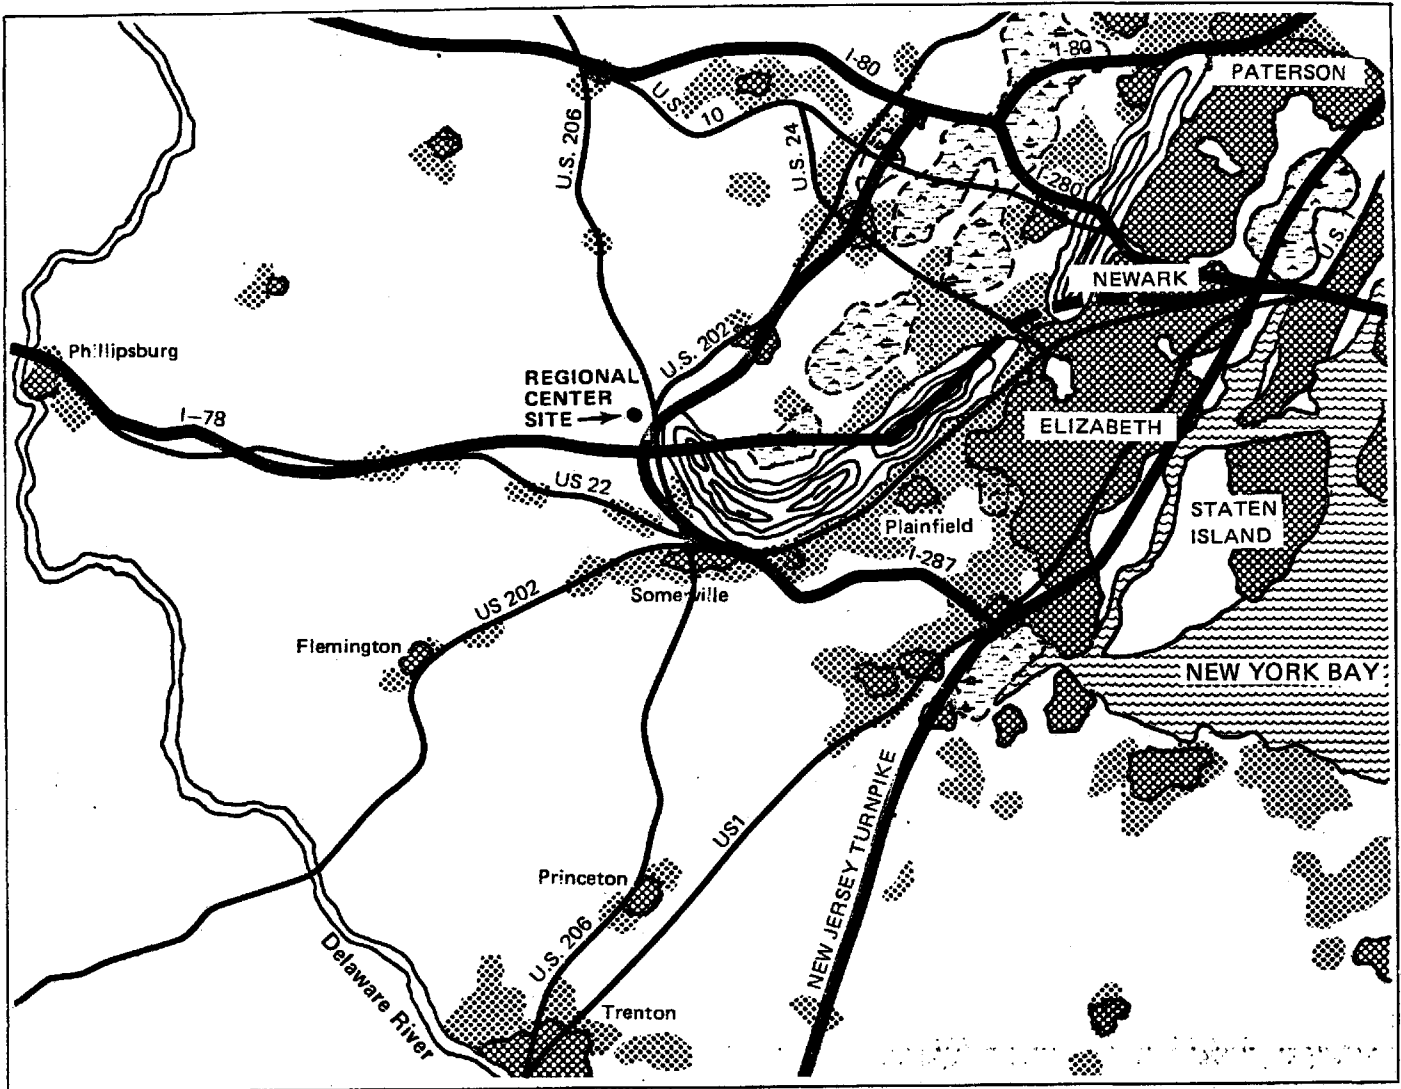 I-80
I-80
PATERSON
U.S.
10
U.S. 206
U.S. 24
I-280
U.S. 1
NEWARK
Phillipsburg
U.S. 202
REGIONAL
CENTER
SITE
I-78
ELIZABETH
US 22
Plainfield
STATEN
ISLAND
I-287
Somerville
US 202
Flemington
NEW YORK BAY
NEW JERSEY TURNPIKE
US1
Princeton
U.S. 206
Delaware River
Trenton